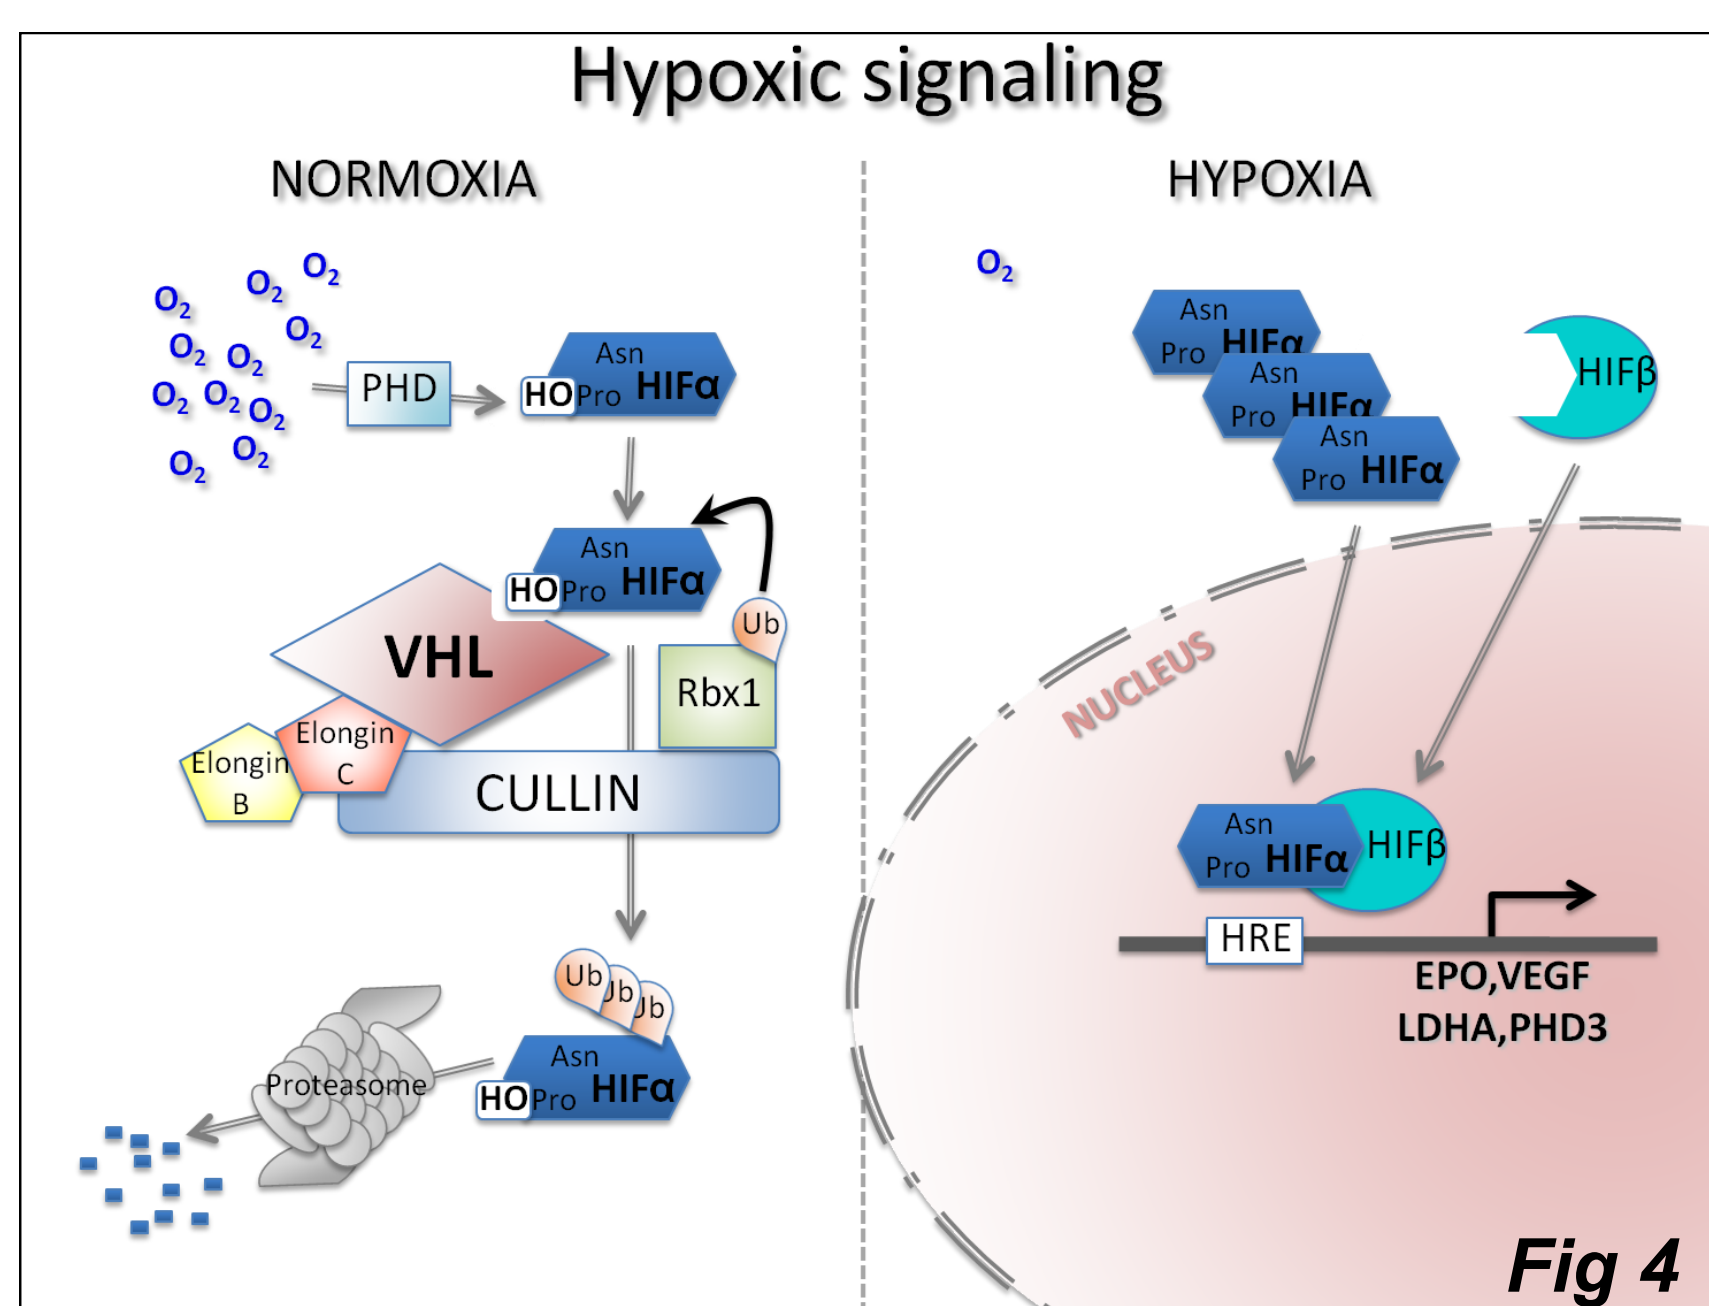 Hypoxic signaling
NORMOXIA
HYPOXIA
O2
O2
O2
O2
O2
O2
O2
O2
O2
O2
O2
PHD
HO
Asn
Pro HIFα
Asn
HO
Pro HIFα
Ub
VHL
Rbx1
Elongin
C
Elongin
B
CULLIN
Ub
Ub
Ub
Asn
HO
Pro HIFα
Proteasome
O2
Asn
Pro HIFα
Asn
Pro HIFα
Asn
Pro HIFα
HIFβ
NUCLEUS
Asn
Pro HIFα
HIFβ
HRE
EPO,VEGF
LDHA,PHD3
Fig 4